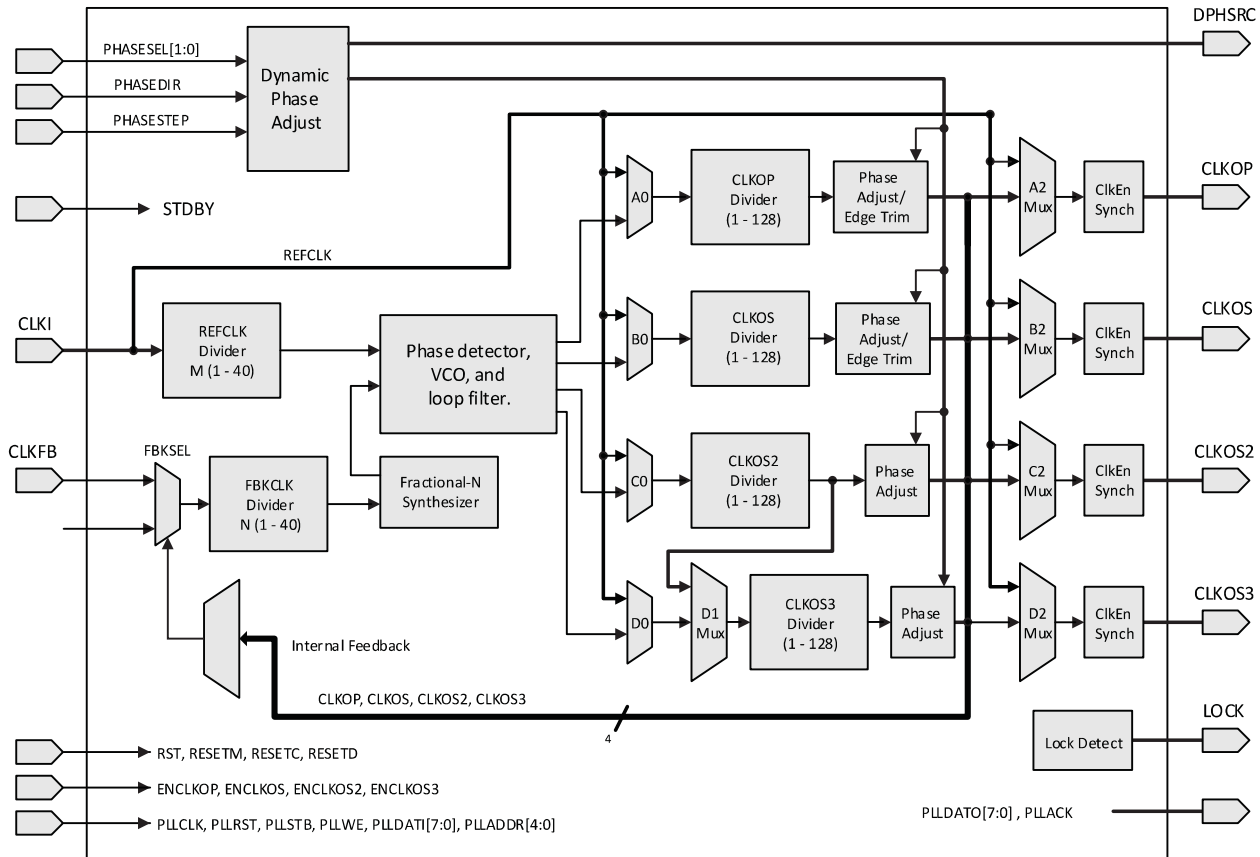 DPHSRC
PHASESEL[1:0]
PHASEDIR
PHASESTEP
Dynamic
Phase
Adjust
STDBY
REFCLK
A0
CLKOP
Divider
(1 - 128)
Phase
Adjust/
Edge Trim
A2
Mux
ClkEn
Synch
CLKOP
CLKI
REFCLK
Divider
M (1 - 40)
Phase detector,
VCO, and
loop filter.
B0
CLKOS
Divider
(1 - 128)
Phase
Adjust/
Edge Trim
B2
Mux
ClkEn
Synch
CLKOS
CLKFB
FBKSEL
FBKCLK
Divider
N (1 - 40)
Fractional-N
Synthesizer
C0
CLKOS2
Divider
(1 - 128)
Phase
Adjust
C2
Mux
ClkEn
Synch
CLKOS2
D0
D1
Mux
CLKOS3
Divider
(1 - 128)
Phase
Adjust
D2
Mux
ClkEn
Synch
CLKOS3
Internal Feedback
CLKOP, CLKOS, CLKOS2, CLKOS3
4
Lock Detect
LOCK
RST, RESETM, RESETC, RESETD
ENCLKOP, ENCLKOS, ENCLKOS2, ENCLKOS3
PLLCLK, PLLRST, PLLSTB, PLLWE, PLLDATI[7:0], PLLADDR[4:0]
PLLDATO[7:0] , PLLACK